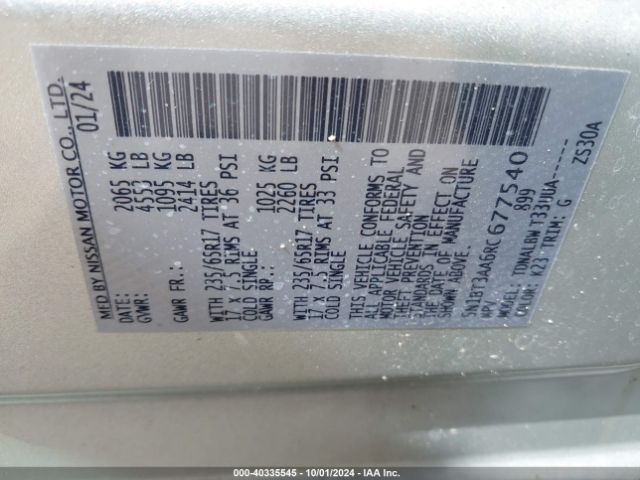 MFD BY NISSAN MOTOR CO., LTD.
DATE: 01/24
GVWR: 2065 KG
4553 LB
GAWR FR.: 1095 KG
2414 LB
WITH 235/65R17 TIRES
17 X 7.5 RIMS AT 36 PSI
COLD SINGLE
GAWR RR.: 1025 KG
2260 LB
WITH 235/65R17 TIRES
17 X 7.5 RIMS AT 33 PSI
COLD SINGLE
THIS VEHICLE CONFORMS TO
ALL APPLICABLE FEDERAL
MOTOR VEHICLE SAFETY AND
THEFT PREVENTION
STANDARDS IN EFFECT ON
THE DATE OF MANUFACTURE
SHOWN ABOVE.
5N1BT3AA6RC677540
MPV 899
MODEL: TDNALBWT33JUUA------
COLOR: K23 TRIM: G ZS30A
000-40335545 - 10/01/2024 - IAA Inc.